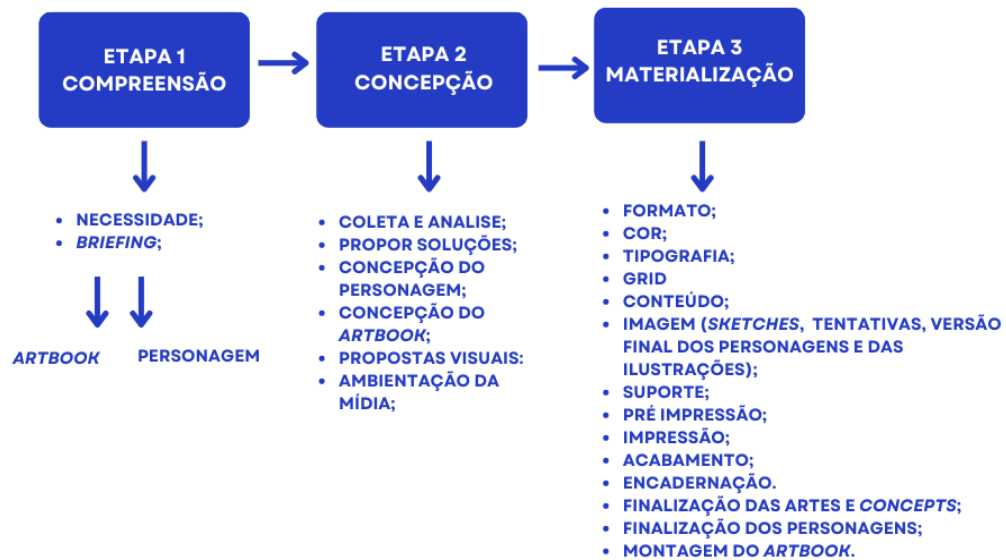 ETAPA 1
COMPREENSÃO
ETAPA 2
CONCEPÇÃO
ETAPA 3
MATERIALIZAÇÃO
• NECESSIDADE;
• BRIEFING;
ARTBOOK
PERSONAGEM
• COLETA E ANALISE;
• PROPOR SOLUÇÕES;
• CONCEPÇÃO DO
PERSONAGEM;
• CONCEPÇÃO DO
ARTBOOK;
• PROPOSTAS VISUAIS:
• AMBIENTAÇÃO DA
MÍDIA;
• FORMATO;
• COR;
• TIPOGRAFIA;
• GRID
• CONTEÚDO;
• IMAGEM (SKETCHES, TENTATIVAS, VERSÃO
FINAL DOS PERSONAGENS E DAS
ILUSTRAÇÕES);
• SUPORTE;
• PRÉ IMPRESSÃO;
• IMPRESSÃO;
• ACABAMENTO;
• ENCADERNAÇÃO.
• FINALIZAÇÃO DAS ARTES E CONCEPTS;
• FINALIZAÇÃO DOS PERSONAGENS;
• MONTAGEM DO ARTBOOK.